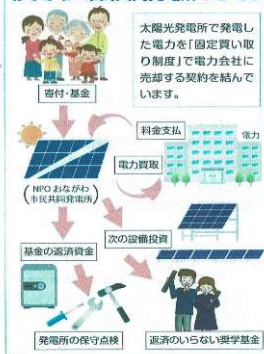 太陽光発電所で発電し
た電力を「固定買い取
り制度」で電力会社に
売却する契約を結んで
います。
寄付・基金
料金支払
電力
電力買取
(NPO おながわ
市民共同発電所)
次の設備投資
基金の返済資金
発電所の保守点検
返済のいらない奨学基金